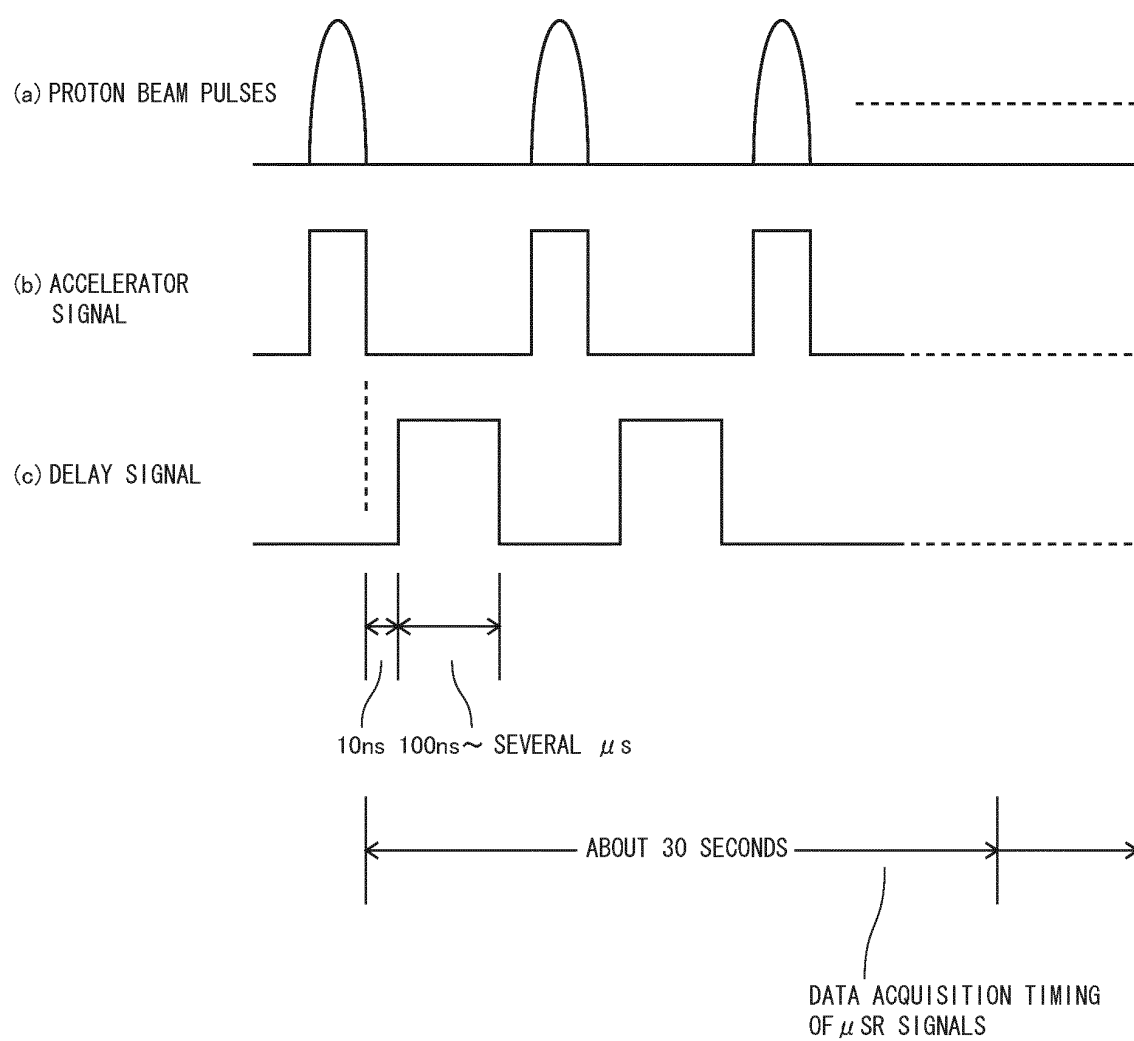 (a) PROTON BEAM PULSES
(b) ACCELERATOR
SIGNAL
(c) DELAY SIGNAL
10ns 100ns～ SEVERAL μs
ABOUT 30 SECONDS
DATA ACQUISITION TIMING
OF μSR SIGNALS